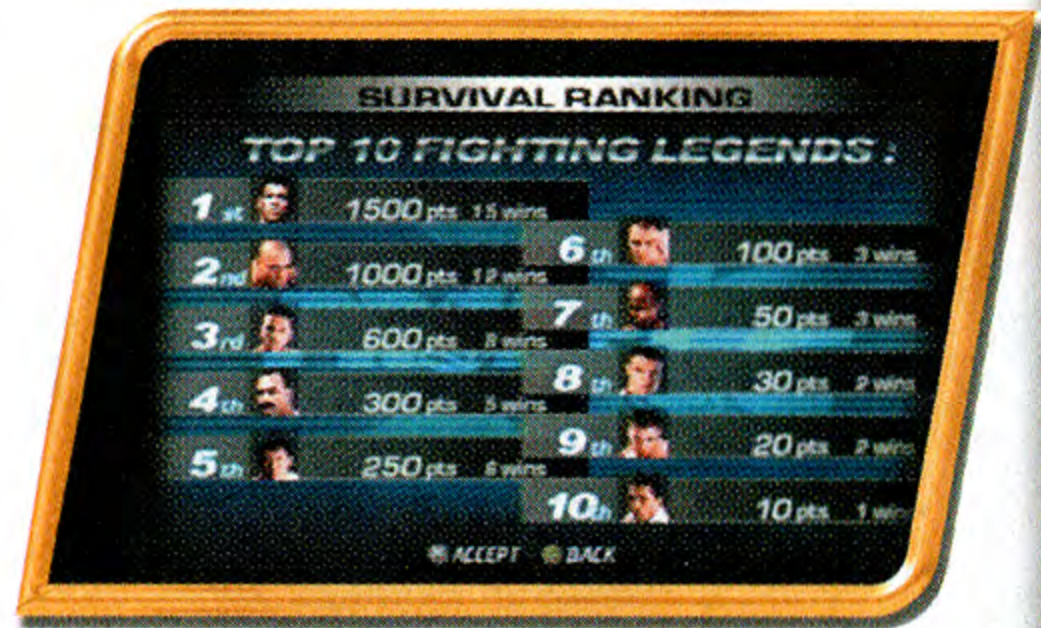 SURVIVAL RANKING
TOP 10 FIGHTING LEGENDS :
1st 1500 pts 15 wins
2nd 1000 pts 12 wins
3rd 600 pts 8 wins
4th 300 pts 5 wins
5th 250 pts 6 wins
6th 100 pts 3 wins
7th 50 pts 3 wins
8th 30 pts 2 wins
9th 20 pts 2 wins
10th 10 pts 1
ACCEPT BACK